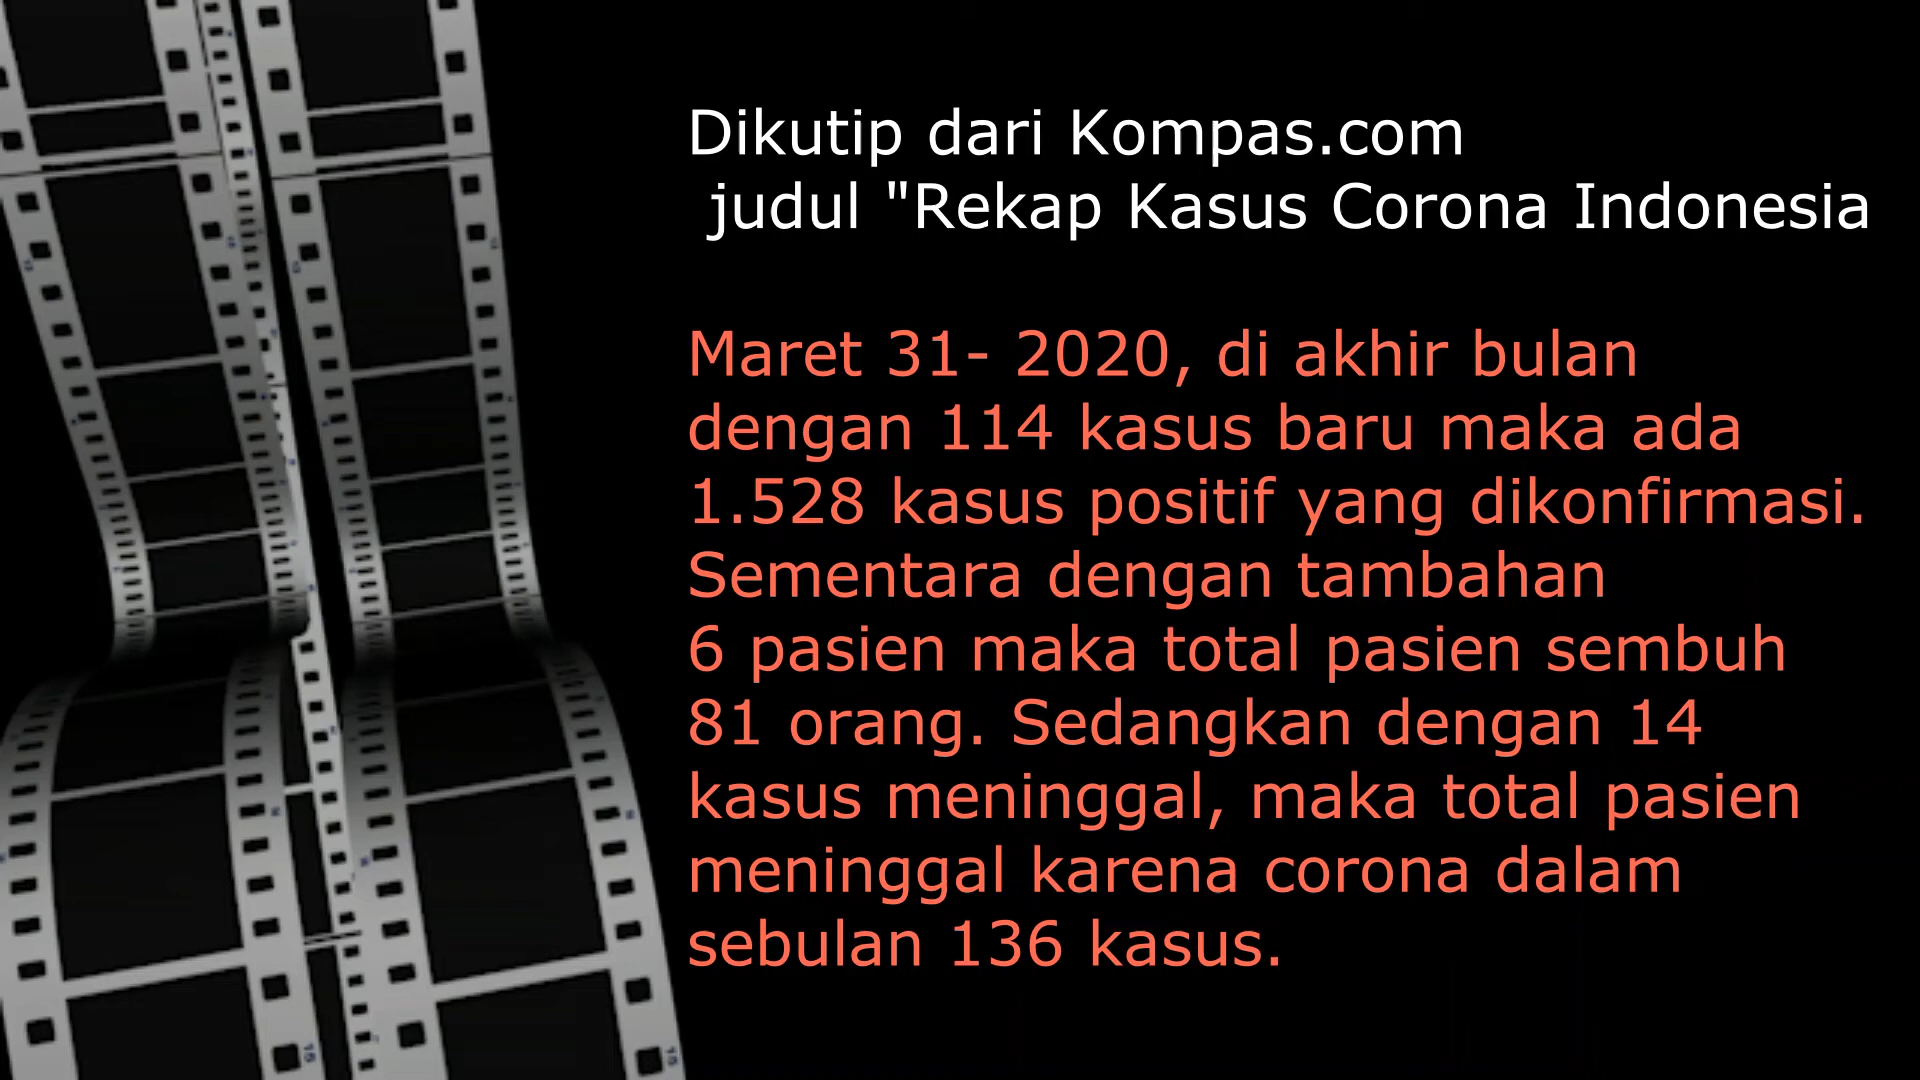 Dikutip dari Kompas.com
judul "Rekap Kasus Corona Indonesia
Maret 31- 2020, di akhir bulan
dengan 114 kasus baru maka ada
1.528 kasus positif yang dikonfirmasi.
Sementara dengan tambahan
6 pasien maka total pasien sembuh
81 orang. Sedangkan dengan 14
kasus meninggal, maka total pasien
meninggal karena corona dalam
sebulan 136 kasus.